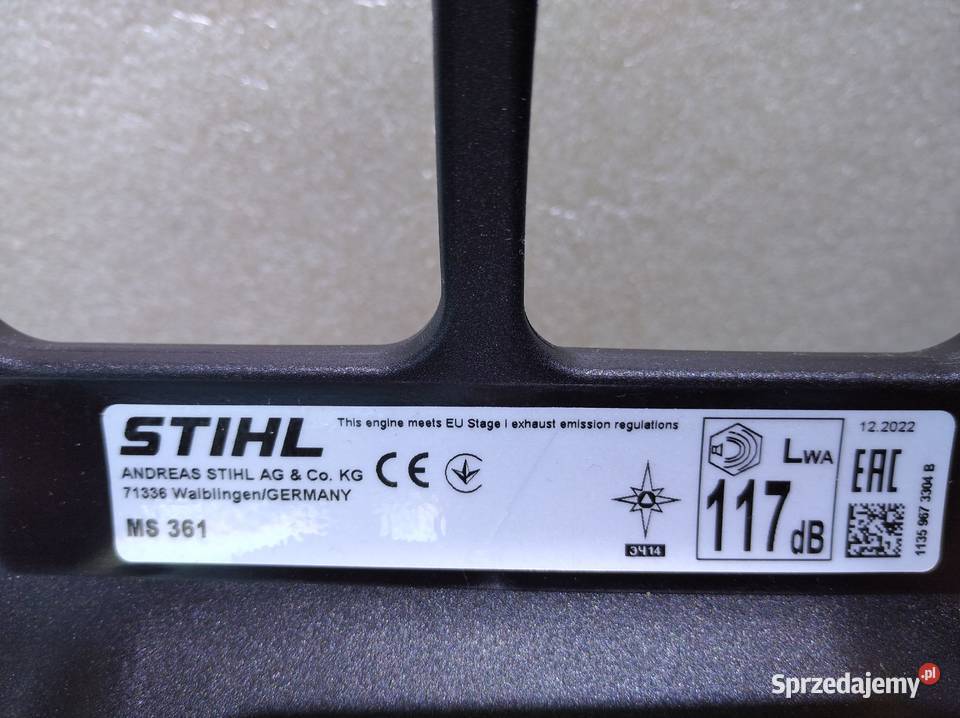 STIHL
This engine meets EU Stage I exhaust emission regulations
ANDREAS STIHL AG & Co. KG
71336 Waiblingen/GERMANY
CE
MS 361
ЭЧ14
LWA
117 dB
12.2022
EAC
1135 967 3304 B
Sprzedajemy.pl